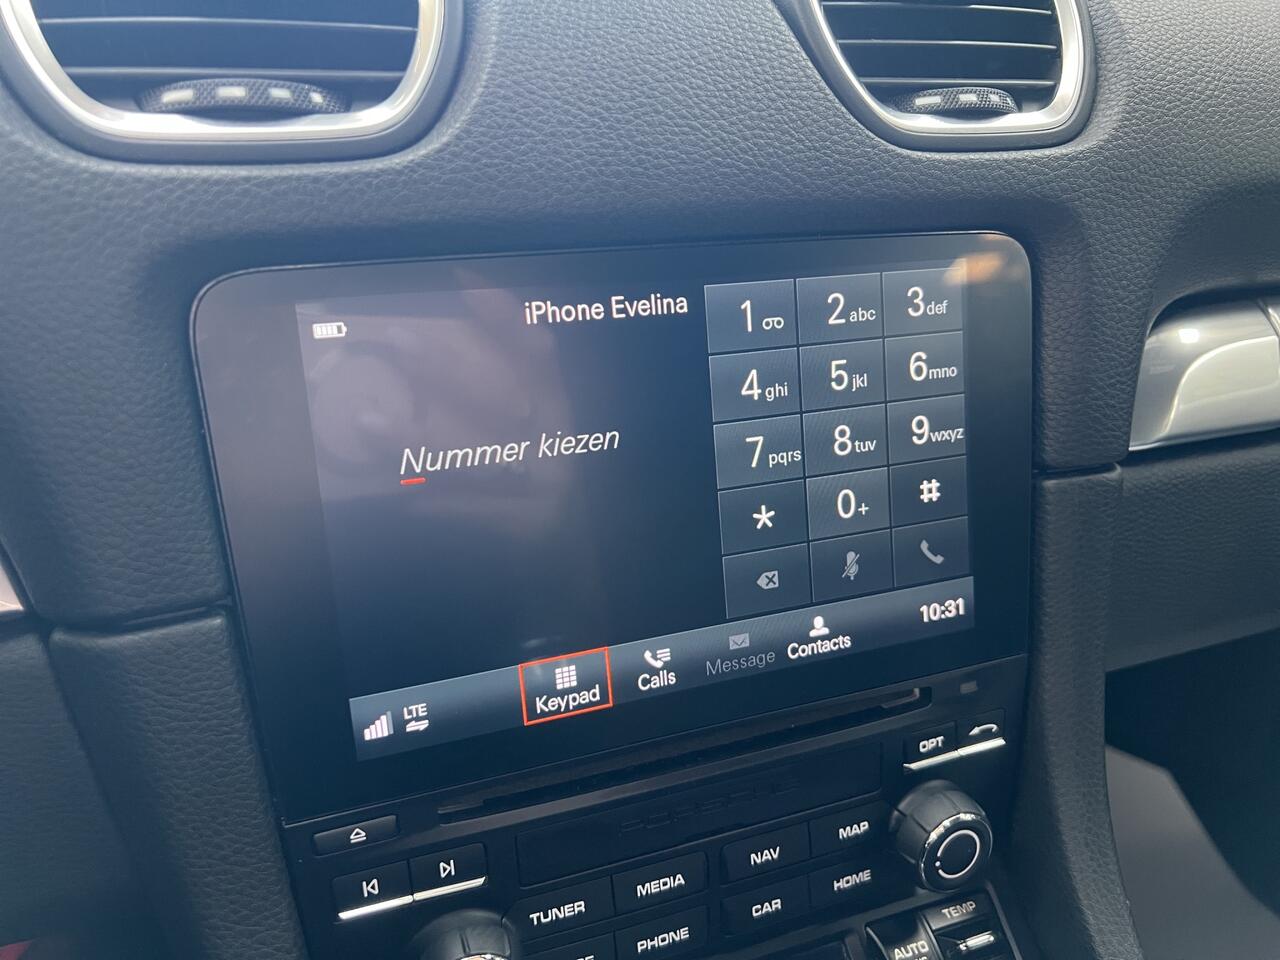 iPhone Evelina
1
2 abc
3 def
4 ghi
5 jkl
6 mno
Nummer kiezen
7 pqrs
8 tuv
9 wxyz
*
0 +
#
10:31
Keypad
Calls
Message
Contacts
LTE
OPT
PORSCHE
TUNER
MEDIA
NAV
MAP
PHONE
CAR
HOME
TEMP
AUTO